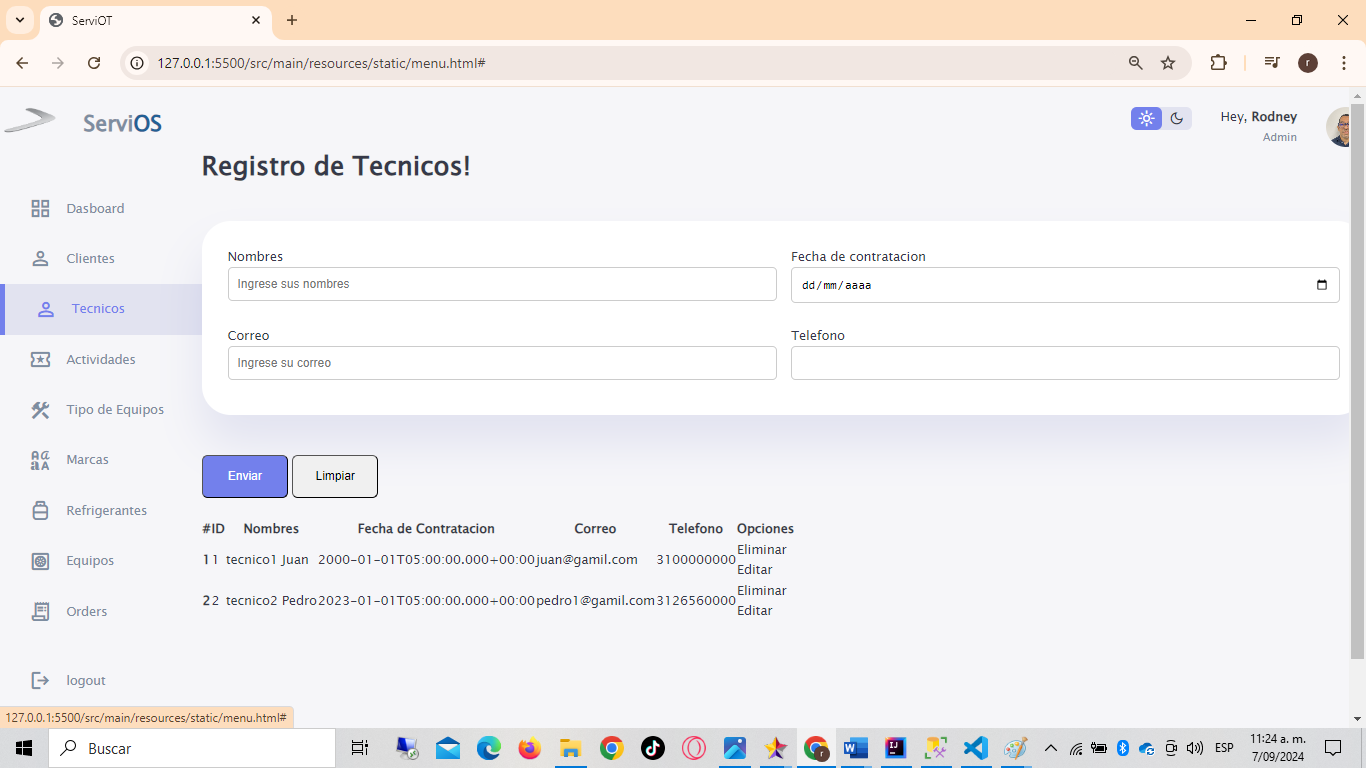 ServiOT
127.0.0.1:5500/src/main/resources/static/menu.html#
r
ServiOS
Hey, Rodney
Admin
Registro de Tecnicos!
Dasboard
Clientes
Tecnicos
Actividades
Tipo de Equipos
Marcas
Refrigerantes
Equipos
Orders
logout
Nombres
Fecha de contratacion
Ingrese sus nombres
dd/mm/aaaa
Correo
Telefono
Ingrese su correo
Enviar
Limpiar
#ID Nombres Fecha de Contratacion Correo Telefono Opciones
11 tecnico1 Juan 2000-01-01T05:00:00.000+00:00 juan@gamil.com 3100000000 Eliminar
Editar
22 tecnico2 Pedro 2023-01-01T05:00:00.000+00:00 pedro1@gamil.com 3126560000 Eliminar
Editar
127.0.0.1:5500/src/main/resources/static/menu.html#
Buscar
ESP
11:24 a. m.
7/09/2024